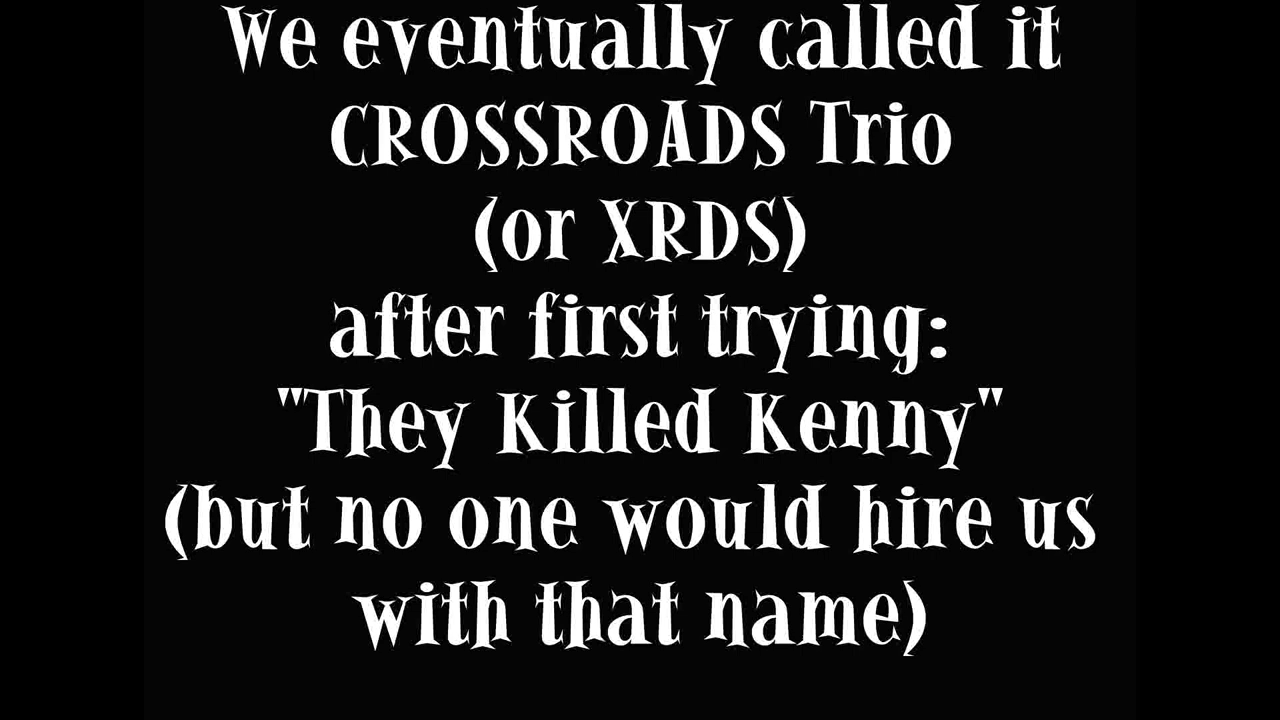 We eventually called it
CROSSROADS Trio
(or XRDS)
after first trying:
"They Killed Kenny"
(but no one would hire us
with that name)